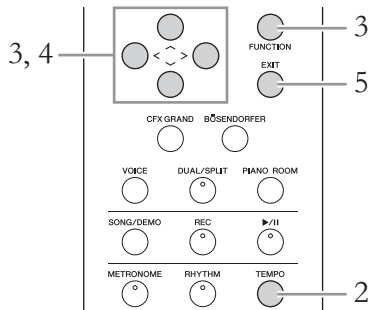 3
FUNCTION
3, 4
< >
EXIT
5
CFX GRAND BÖSENDORFER
VOICE DUAL/SPLIT PIANO ROOM
SONG/DEMO REC ►/II
METRONOME RHYTHM TEMPO
2